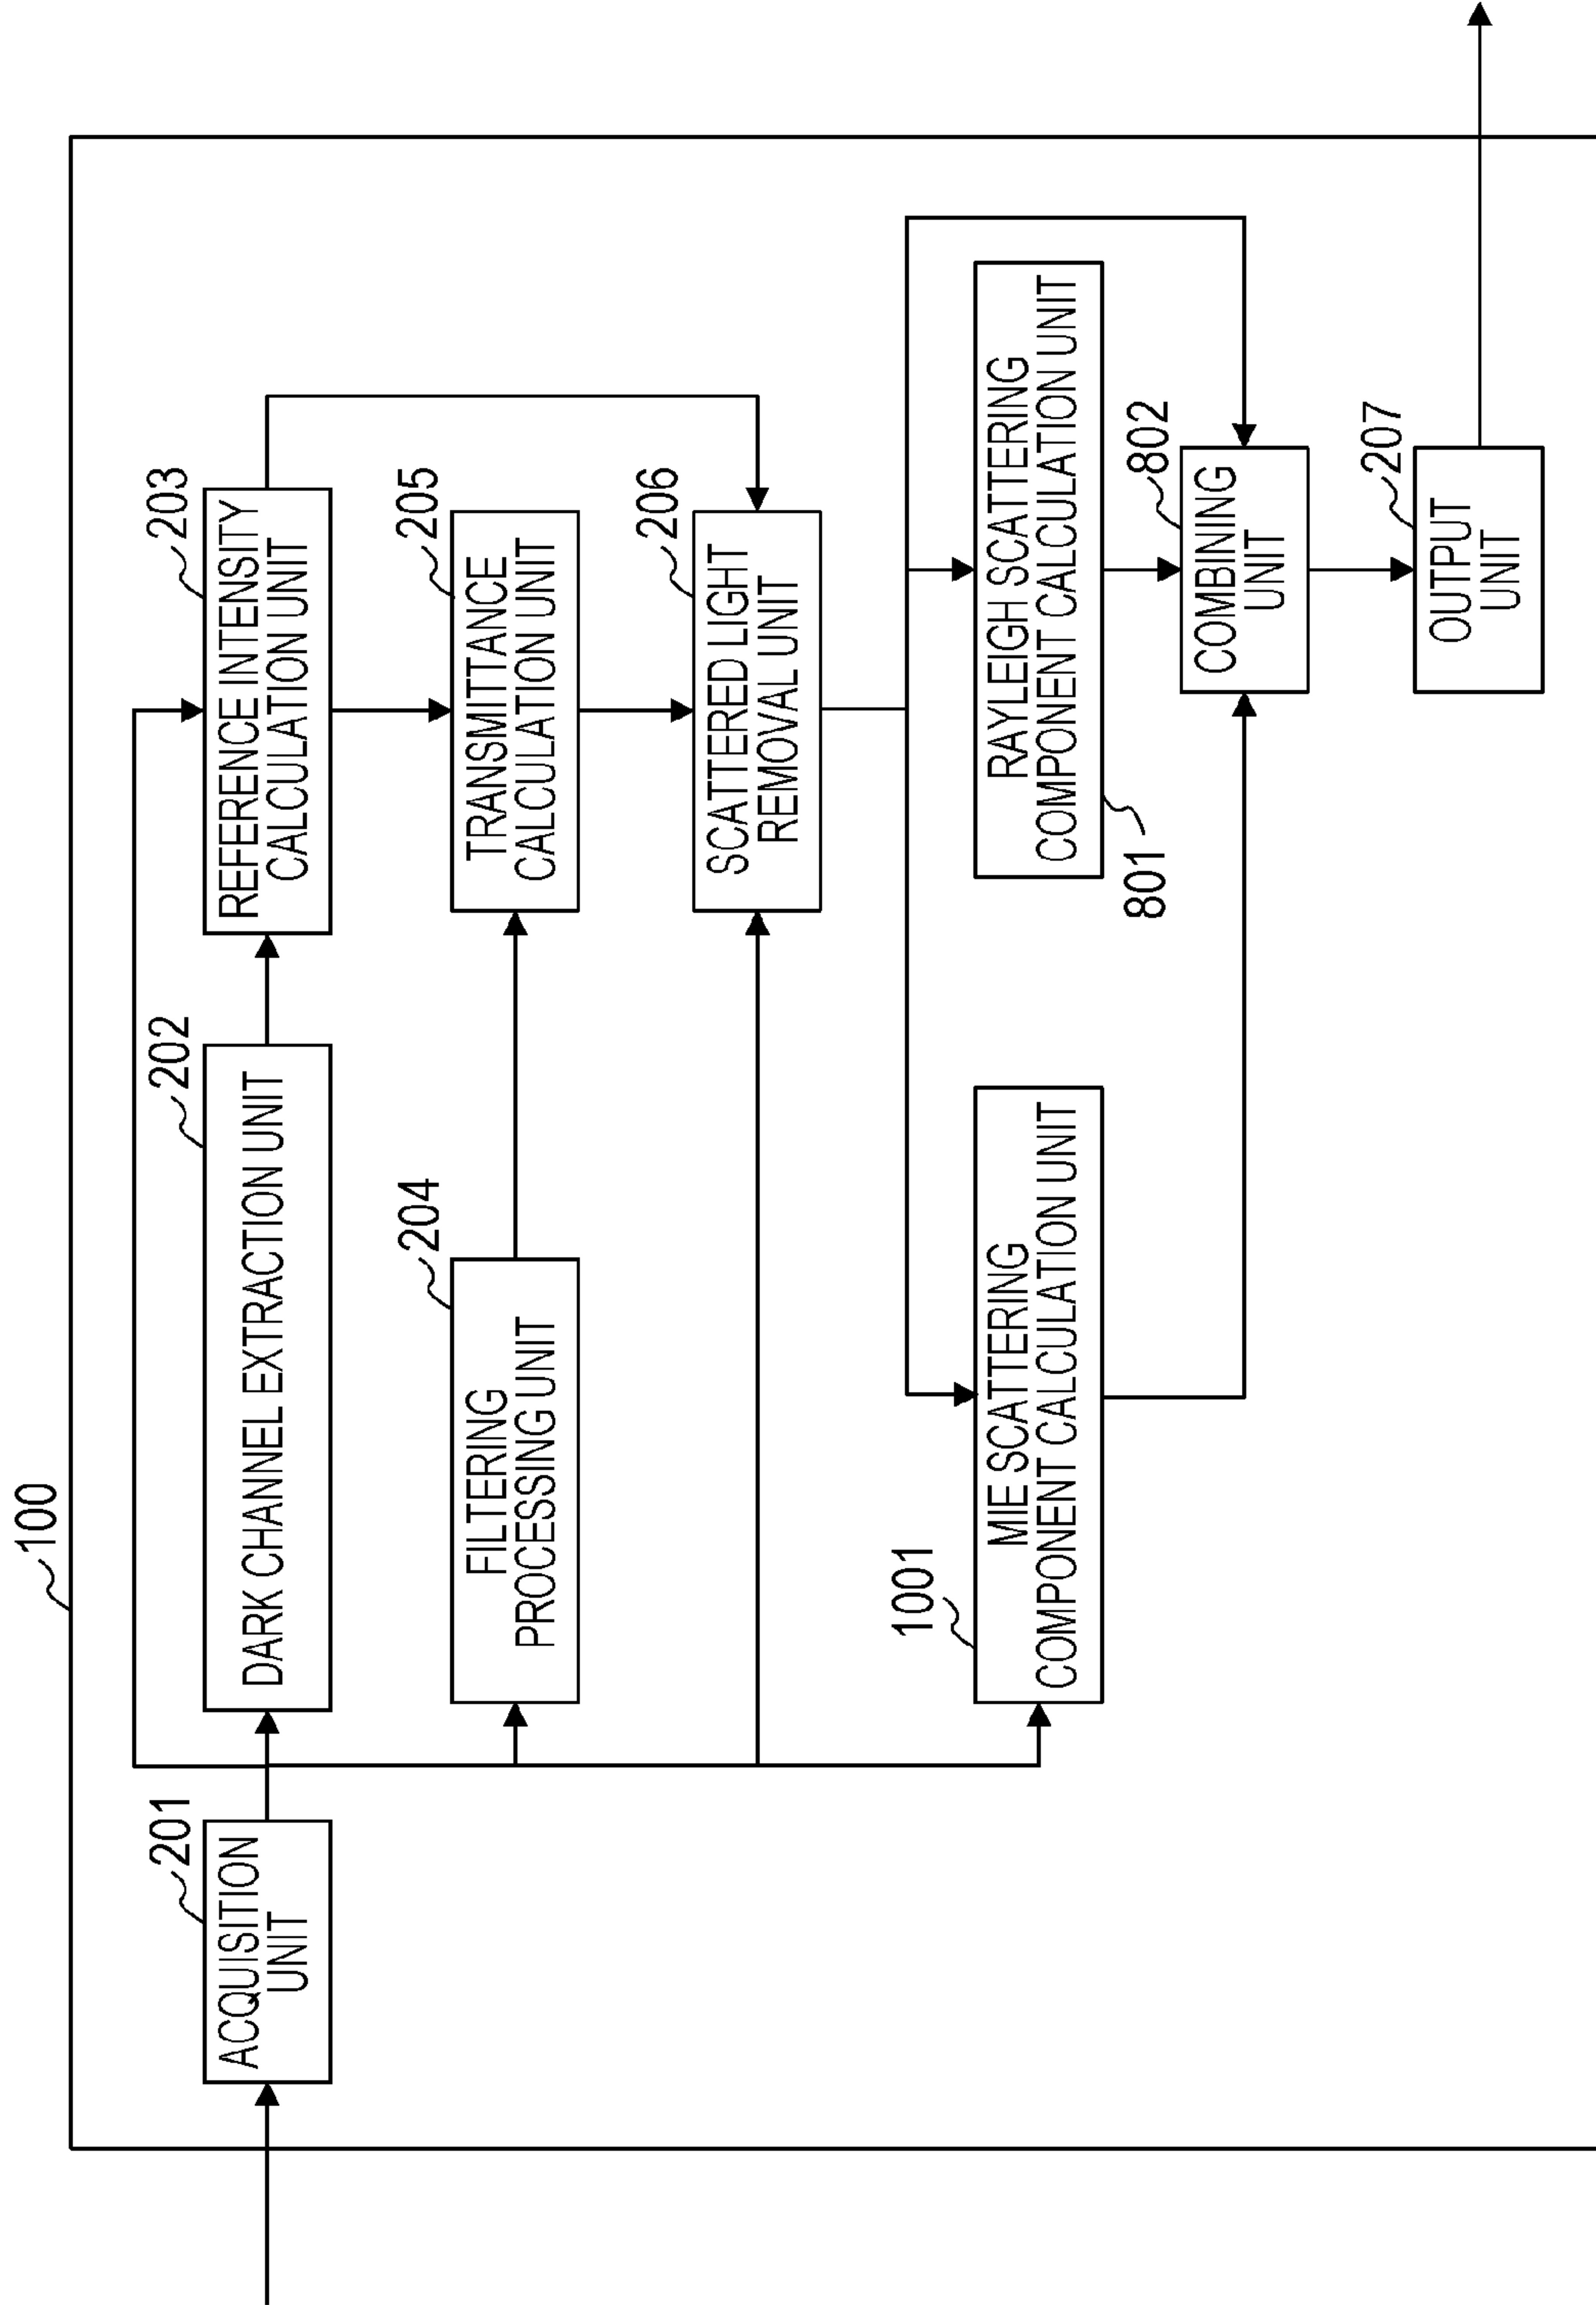 100
201
ACQUISITION
UNIT
202
DARK CHANNEL EXTRACTION UNIT
203
REFERENCE INTENSITY
CALCULATION UNIT
204
FILTERING
PROCESSING UNIT
205
TRANSMITTANCE
CALCULATION UNIT
206
SCATTERED LIGHT
REMOVAL UNIT
1001
MIE SCATTERING
COMPONENT CALCULATION UNIT
RAYLEIGH SCATTERING
COMPONENT CALCULATION UNIT
801
802
COMBINING
UNIT
207
OUTPUT
UNIT